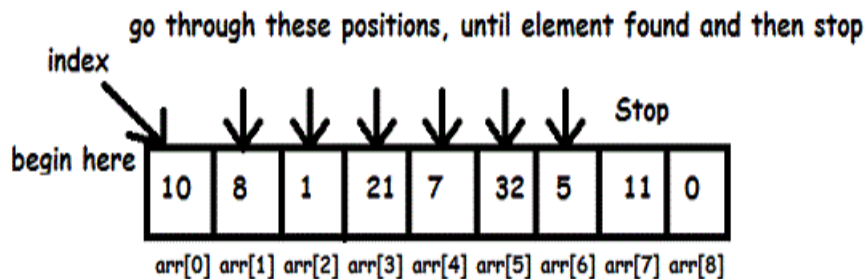 go through these positions, until element found and then stop
index
Stop
begin here
10 8 1 21 7 32 5 11 0
arr[0] arr[1] arr[2] arr[3] arr[4] arr[5] arr[6] arr[7] arr[8]